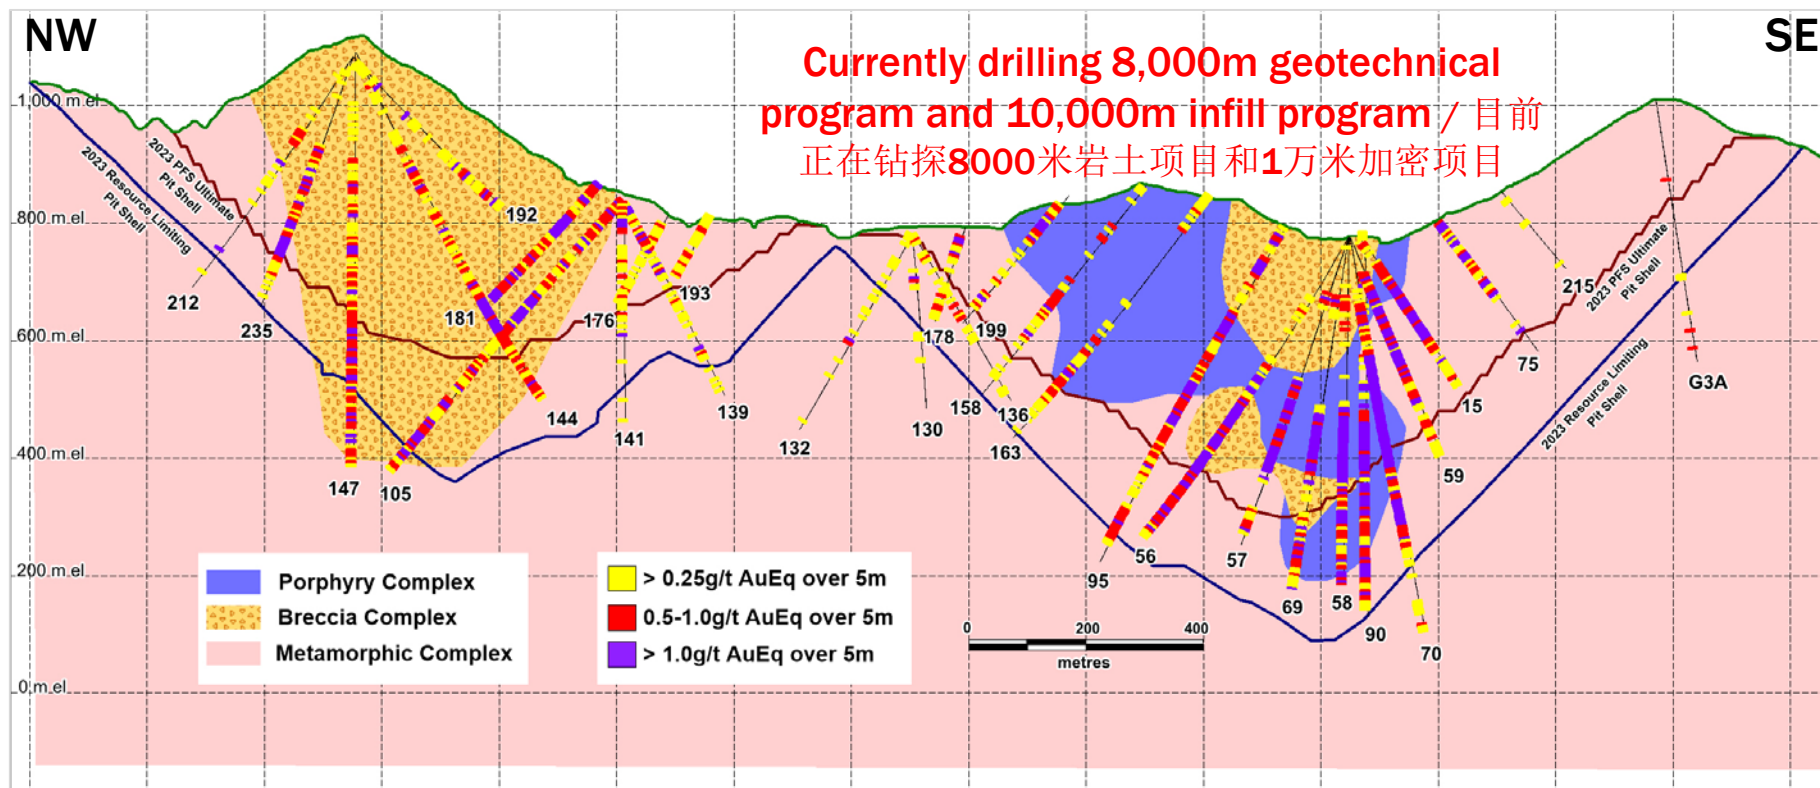 NW
SE
Currently drilling 8,000m geotechnical
program and 10,000m infill program / 目前
正在钻探8000米岩土项目和1万米加密项目
1,000 m.el
800 m.el
600 m.el
400 m.el
200 m.el
0 m.el
2023 Resource Limiting
Pit Shell
2023 PFS Ultimate
Pit Shell
212
235
147
105
181
192
144
176
141
193
139
132
130
178
199
158
136
163
95
56
57
69
58
90
70
59
15
75
215
G3A
2023 PFS Ultimate
Pit Shell
2023 Resource Limiting
Pit Shell
Porphyry Complex
Breccia Complex
Metamorphic Complex
> 0.25g/t AuEq over 5m
0.5-1.0g/t AuEq over 5m
> 1.0g/t AuEq over 5m
0 200 400
metres